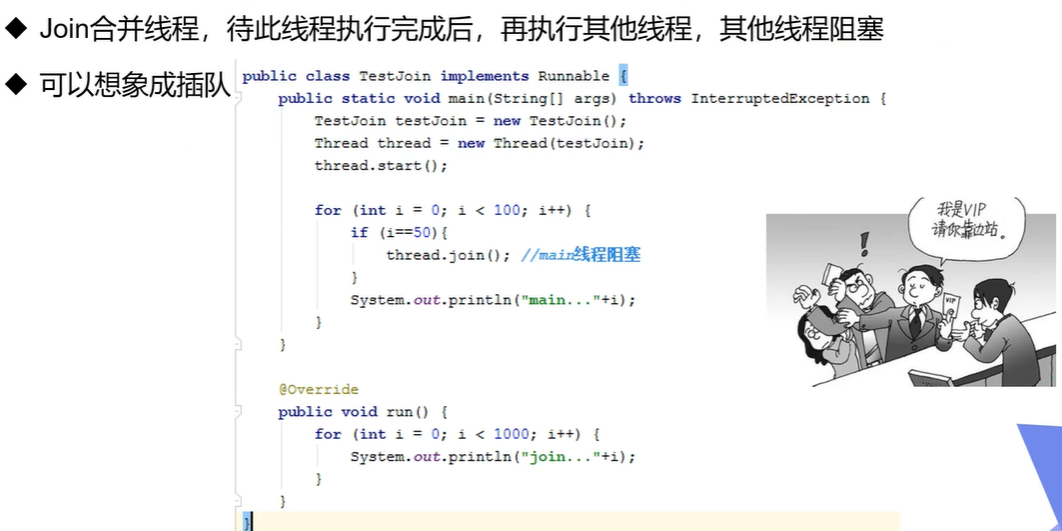 ◆ Join合并线程，待此线程执行完成后，再执行其他线程，其他线程阻塞
◆ 可以想象成插队
public class TestJoin implements Runnable {
    public static void main(String[] args) throws InterruptedException {
        TestJoin testJoin = new TestJoin();
        Thread thread = new Thread(testJoin);
        thread.start();

        for (int i = 0; i < 100; i++) {
            if (i==50){
                thread.join(); //main线程阻塞
            }
            System.out.println("main..."+i);
        }
    }

    @Override
    public void run() {
        for (int i = 0; i < 1000; i++) {
            System.out.println("join..."+i);
        }
    }
}
我是VIP
请你靠边站。
!
VIP